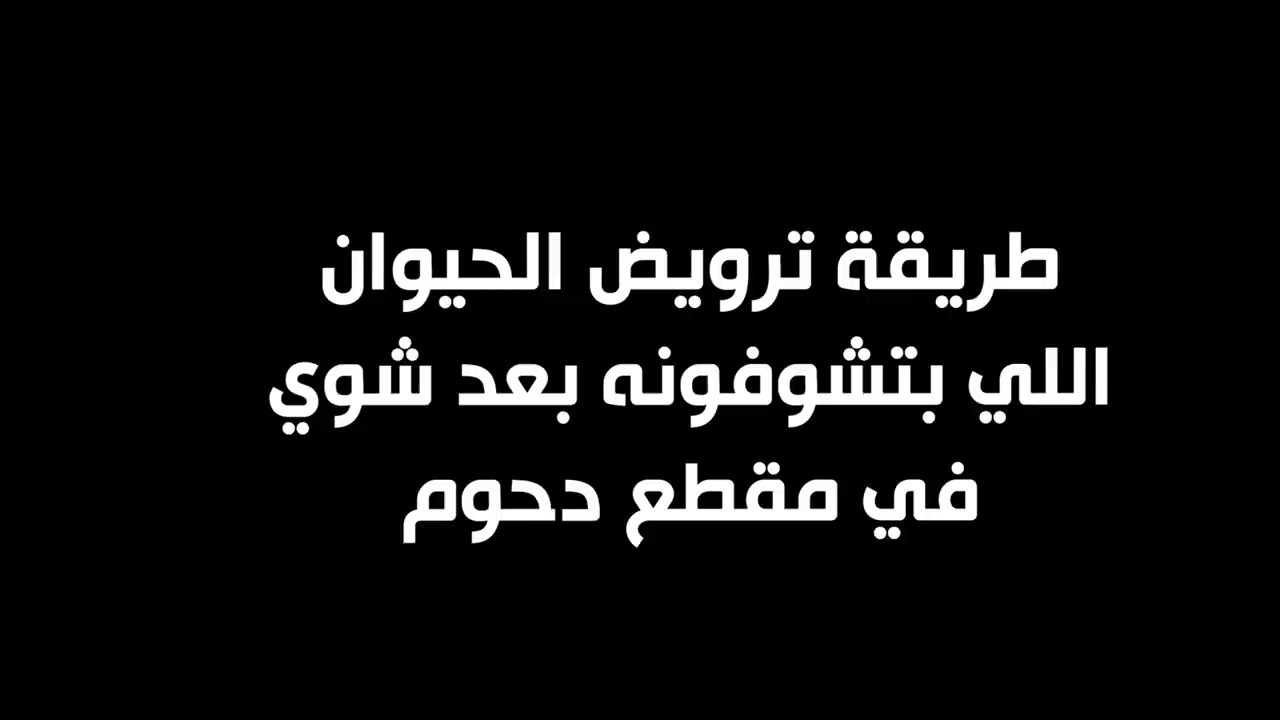 طريقة ترويض الحيوان
اللي بتشوفونه بعد شوي
في مقطع دحوم